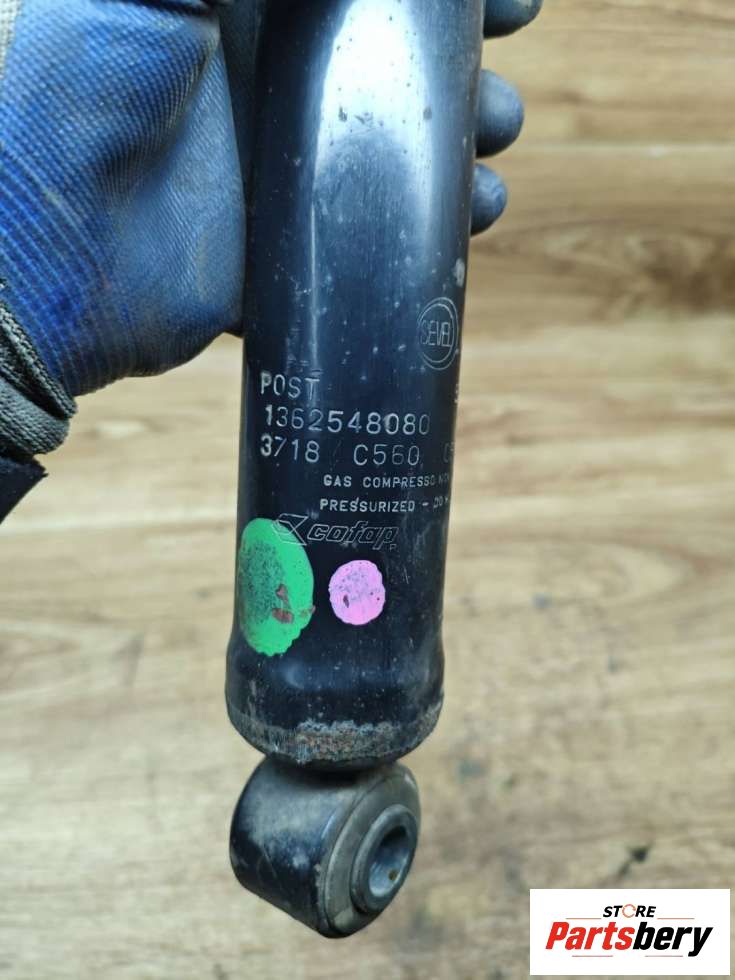 SEVEL
POST
1362548080
3718 C560
GAS COMPRESSO
PRESSURIZED -
cofap
STORE
Partsbery